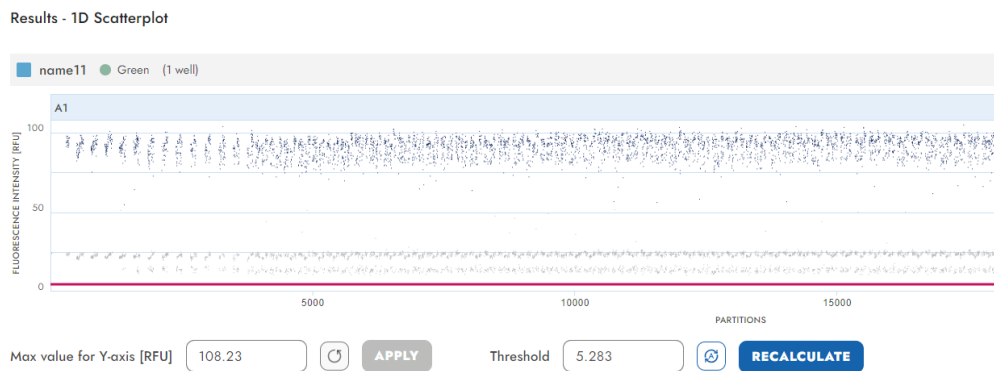 Results - 1D Scatterplot
name11 Green (1 well)
A1
FLUORESCENCE INTENSITY [RFU]
100
50
0
5000 10000 15000
PARTITIONS
Max value for Y-axis [RFU] 108.23 APPLY Threshold 5.283 A RECALCULATE